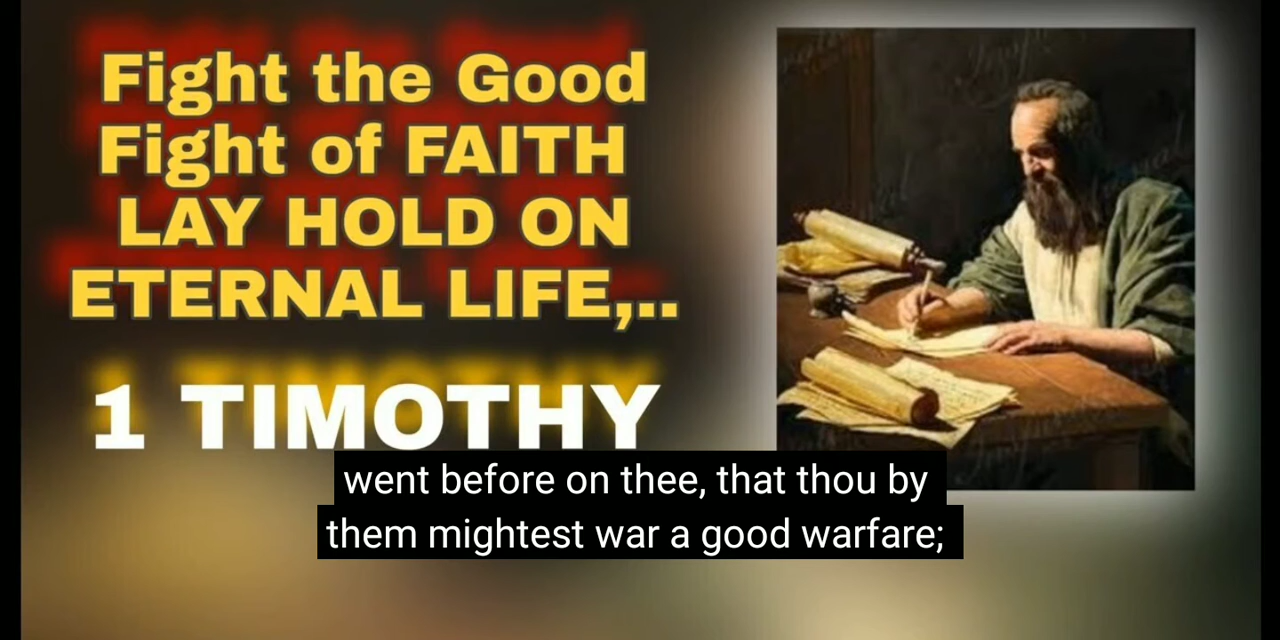 Fight the Good
Fight of FAITH
LAY HOLD ON
ETERNAL LIFE,..
1 TIMOTHY
went before on thee, that thou by
them mightest war a good warfare;